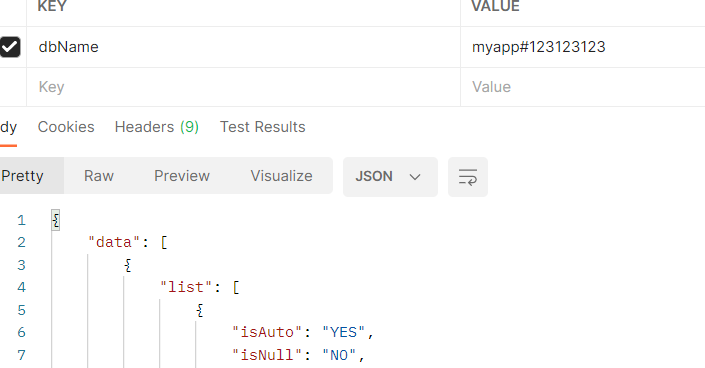 KEY VALUE
dbName myapp#123123123
Key Value
dy Cookies Headers (9) Test Results
Pretty Raw Preview Visualize JSON
1 {
2 "data": [
3 {
4 "list": [
5 {
6 "isAuto": "YES",
7 "isNull": "NO",